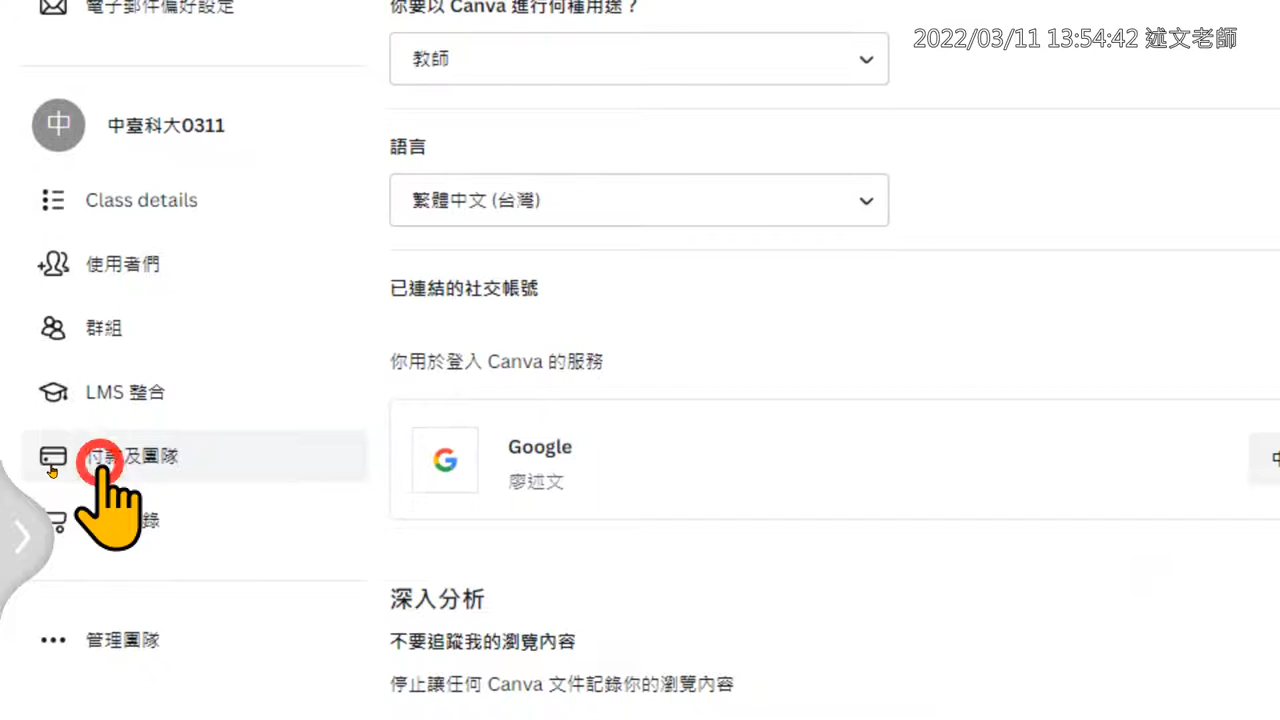 電子郵件偏好設定
你要以 Canva 進行何種用途？
2022/03/11 13:54:42 述文老師
教師
中
中臺科大0311
語言
Class details
繁體中文 (台灣)
使用者們
已連結的社交帳號
群組
你用於登入 Canva 的服務
LMS 整合
Google
付款及團隊
廖述文
錄
深入分析
管理團隊
不要追蹤我的瀏覽內容
停止讓任何 Canva 文件記錄你的瀏覽內容